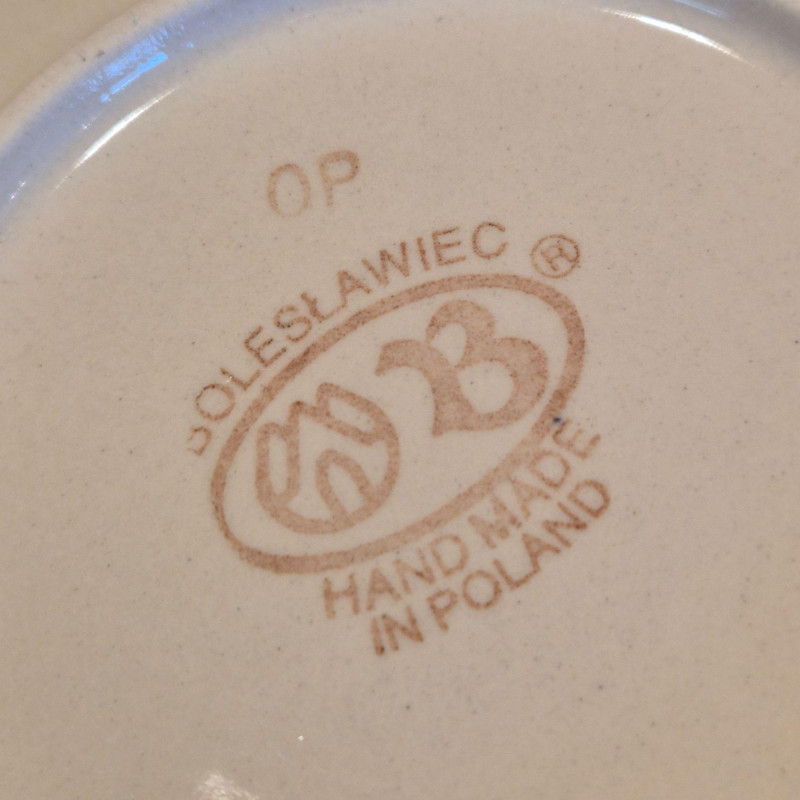 OP
BOLESŁAWIEC ®
B
HAND MADE
IN POLAND